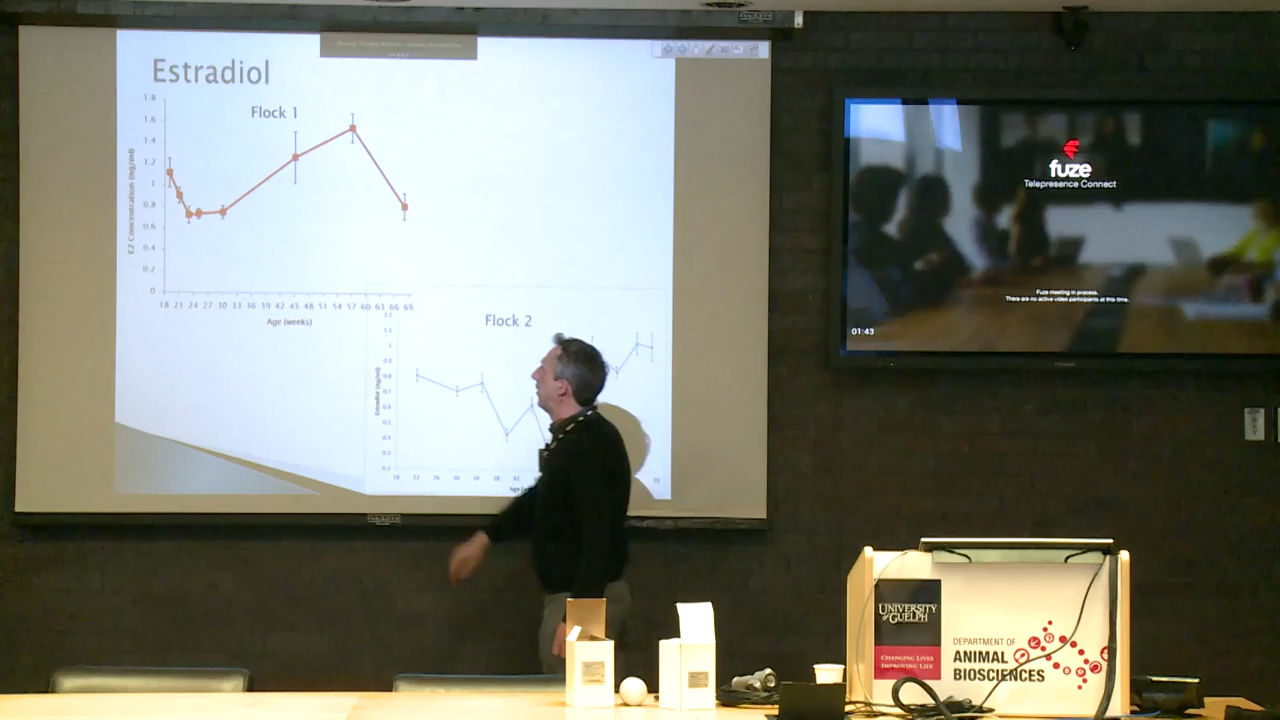 Estradiol
Flock 1
1.8
1.6
1.4
1.2
1
0.8
0.6
0.4
0.2
0
E2 Concentration (ng/ml)
18 21 24 27 30 33 36 39 42 45 48 51 54 57 60 63 66 69
Age (weeks)
Flock 2
Estradiol (ng/ml)
fuze
Telepresence Connect
Fuze meeting in process.
There are no active video participants at this time.
01:43
UNIVERSITY
of GUELPH
CHANGING LIVES
IMPROVING LIFE
DEPARTMENT OF
ANIMAL
BIOSCIENCES